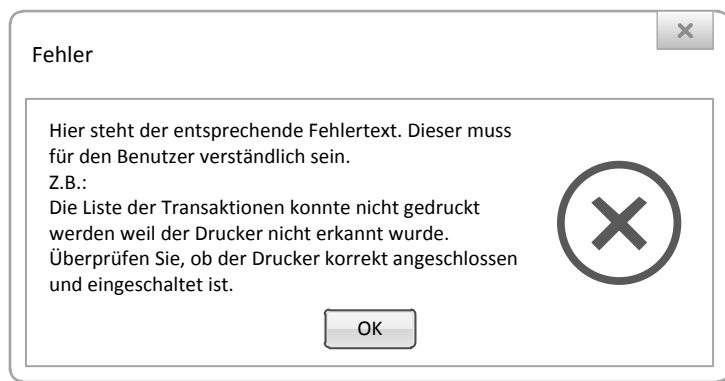 Fehler
Hier steht der entsprechende Fehlertext. Dieser muss
für den Benutzer verständlich sein.
Z.B.:
Die Liste der Transaktionen konnte nicht gedruckt
werden weil der Drucker nicht erkannt wurde.
Überprüfen Sie, ob der Drucker korrekt angeschlossen
und eingeschaltet ist.
OK